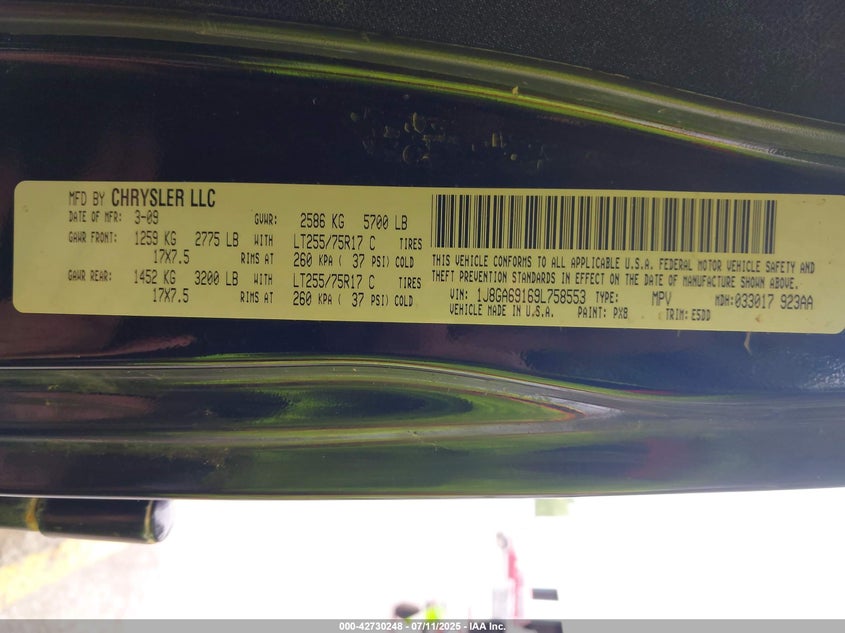 MFD BY CHRYSLER LLC
DATE OF MFR: 3-09 GVWR: 2586 KG 5700 LB
GAWR FRONT: 1259 KG 2775 LB WITH LT255/75R17 C TIRES
17X7.5 RIMS AT 260 KPA ( 37 PSI) COLD
GAWR REAR: 1452 KG 3200 LB WITH LT255/75R17 C TIRES
17X7.5 RIMS AT 260 KPA ( 37 PSI) COLD
THIS VEHICLE CONFORMS TO ALL APPLICABLE U.S.A. FEDERAL MOTOR VEHICLE SAFETY AND
THEFT PREVENTION STANDARDS IN EFFECT ON THE DATE OF MANUFACTURE SHOWN ABOVE.
VIN: 1J8GA69169L758553 TYPE: MPV MDH: 033017 923AA
VEHICLE MADE IN U.S.A. PAINT: PX8 TRIM: E5DD
000-42730248 - 07/11/2025 - IAA Inc.